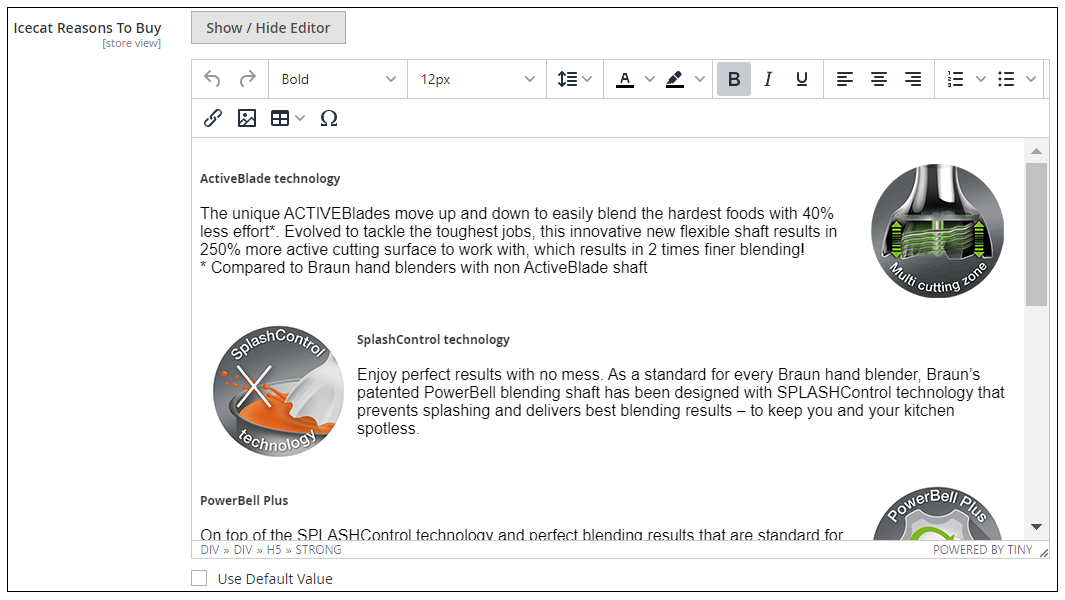 Icecat Reasons To Buy
[store view]
Show / Hide Editor
Bold
12px
A
B
I
U
Ω
ActiveBlade technology
The unique ACTIVEBlades move up and down to easily blend the hardest foods with 40%
less effort*. Evolved to tackle the toughest jobs, this innovative new flexible shaft results in
250% more active cutting surface to work with, which results in 2 times finer blending!
* Compared to Braun hand blenders with non ActiveBlade shaft
Multi cutting zone
SplashControl
technology
SplashControl technology
Enjoy perfect results with no mess. As a standard for every Braun hand blender, Braun’s
patented PowerBell blending shaft has been designed with SPLASHControl technology that
prevents splashing and delivers best blending results – to keep you and your kitchen
spotless.
PowerBell Plus
PowerBell Plus
On top of the SPLASHControl technology and perfect blending results that are standard for
DIV » DIV » H5 » STRONG
POWERED BY TINY
Use Default Value